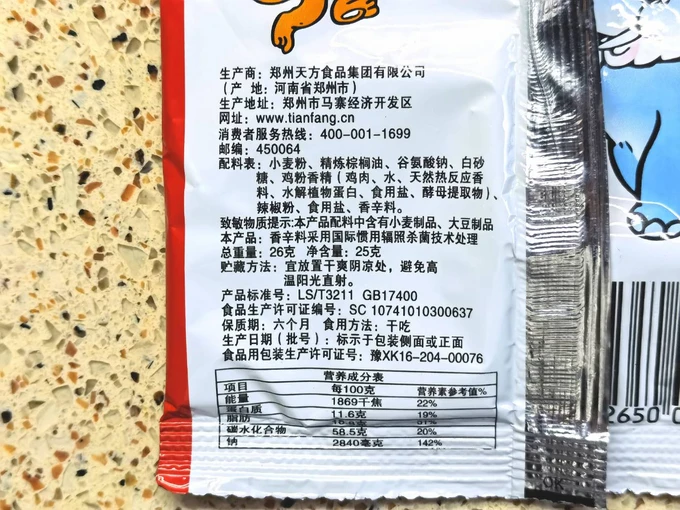 生产商：郑州天方食品集团有限公司
（产 地：河南省郑州市）
生产地址：郑州市马寨经济开发区
网址：www.tianfang.cn
消费者服务热线：400-001-1699
邮编：450064
配料表：小麦粉、精炼棕榈油、谷氨酸钠、白砂
糖、鸡粉香精（鸡肉、水、天然热反应香
料、水解植物蛋白、食用盐、酵母提取物）、
辣椒粉、食用盐、香辛料。
致敏物质提示:本产品配料中含有小麦制品、大豆制品
本产品：香辛料采用国际惯用辐照杀菌技术处理
总重量：26克 净含量：25克
贮藏方法：宜放置干爽阴凉处，避免高
温阳光直射。
产品标准号：LS/T3211 GB17400
食品生产许可证编号：SC 10741010300637
保质期：六个月 食用方法：干吃
生产日期（批号）：标示于包装侧面或正面
食品用包装生产许可证号：豫XK16-204-00076
营养成分表
项目 每100克 营养素参考值%
能量 1869千焦 22%
蛋白质 11.6克 19%
脂肪
碳水化合物 58.5克 20%
钠 2840毫克 142%
2650 0
OK